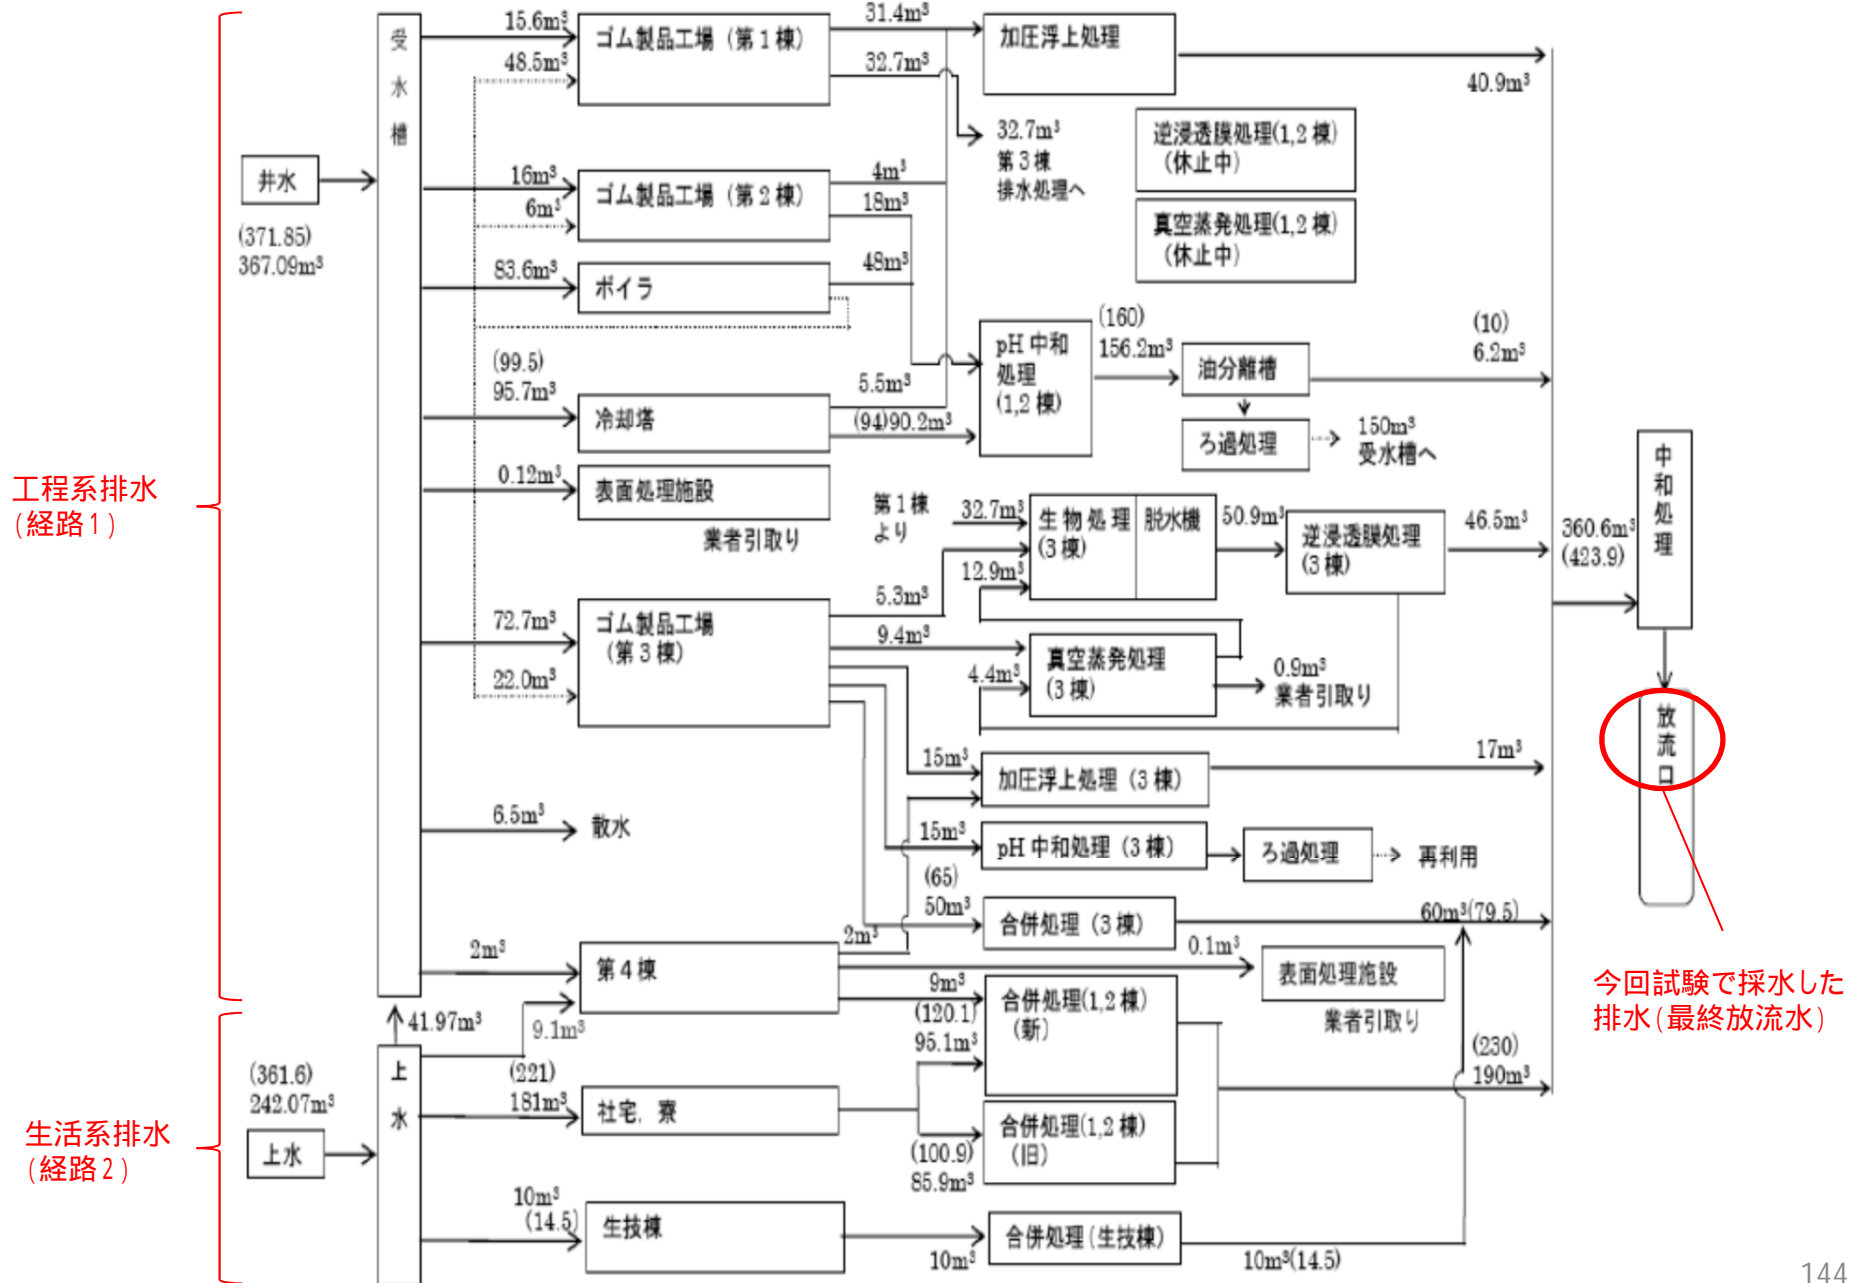 工程系排水
(経路1)
生活系排水
(経路2)
井水
(371.85)
367.09m³
受水槽
15.6m³
48.5m³
ゴム製品工場（第1棟）
31.4m³
32.7m³
加圧浮上処理
40.9m³
32.7m³
第3棟
排水処理へ
逆浸透膜処理(1,2棟)
(休止中)
真空蒸発処理(1,2棟)
(休止中)
16m³
6m³
ゴム製品工場（第2棟）
4m³
18m³
83.6m³
ボイラ
48m³
(99.5)
95.7m³
冷却塔
5.5m³
(94)90.2m³
pH中和
処理
(1,2棟)
(160)
156.2m³
油分離槽
(10)
6.2m³
ろ過処理
150m³
受水槽へ
0.12m³
表面処理施設
業者引取り
第1棟
より
32.7m³
生物処理
(3棟)
脱水機
50.9m³
逆浸透膜処理
(3棟)
46.5m³
12.9m³
72.7m³
22.0m³
ゴム製品工場
（第3棟）
5.3m³
9.4m³
4.4m³
真空蒸発処理
(3棟)
0.9m³
業者引取り
360.6m³
(423.9)
中和処理
放流口
15m³
加圧浮上処理（3棟）
17m³
6.5m³
散水
15m³
pH中和処理（3棟）
ろ過処理
再利用
(65)
50m³
合併処理（3棟）
60m³(79.5)
2m³
第4棟
2m³
0.1m³
表面処理施設
業者引取り
9m³
合併処理(1,2棟)
(新)
(120.1)
95.1m³
41.97m³
9.1m³
(361.6)
242.07m³
上水
上水
(221)
181m³
社宅，寮
合併処理(1,2棟)
(旧)
(100.9)
85.9m³
(230)
190m³
10m³
(14.5)
生技棟
10m³
合併処理(生技棟)
10m³(14.5)
今回試験で採水した
排水(最終放流水)
144